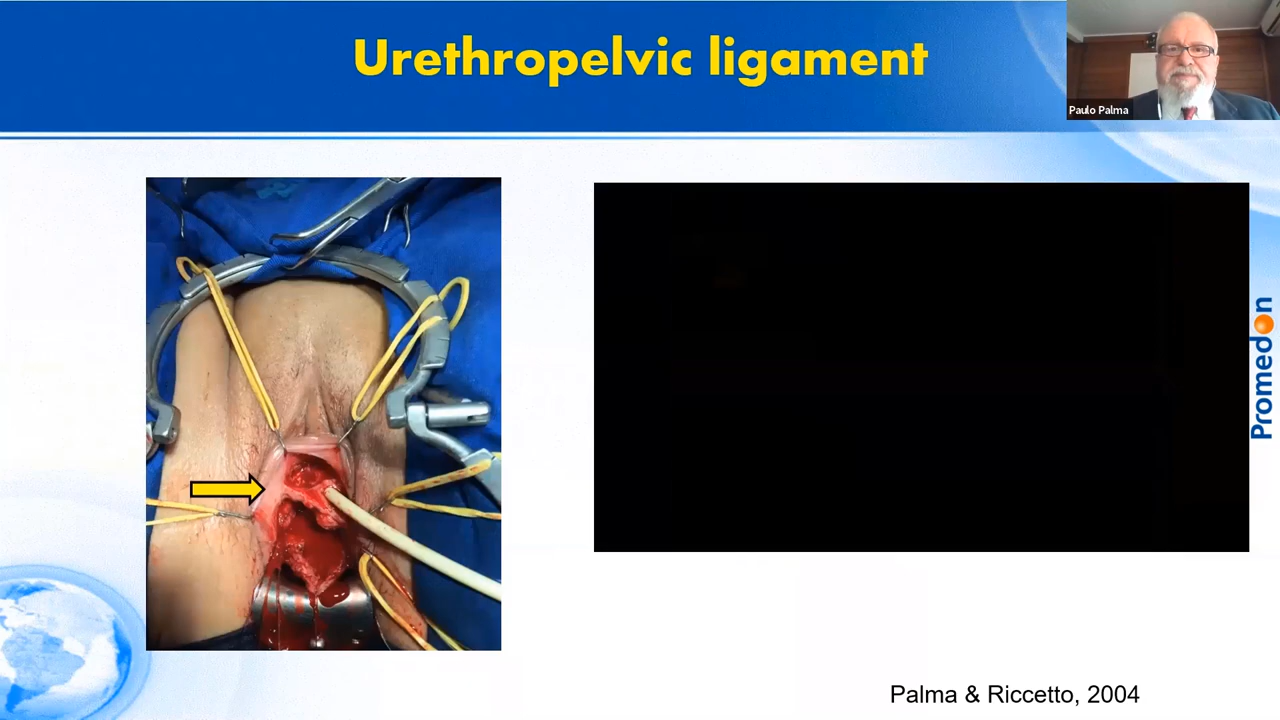 Urethropelvic ligament
Paulo Palma
Promedon
Palma & Riccetto, 2004